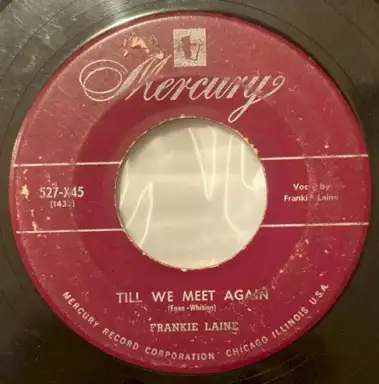 Mercury
527-X45
(1432)
Vocal by
Frankie Laine
TILL WE MEET AGAIN
(Egan-Whiting)
FRANKIE LAINE
MERCURY RECORD CORPORATION · CHICAGO ILLINOIS U.S.A.